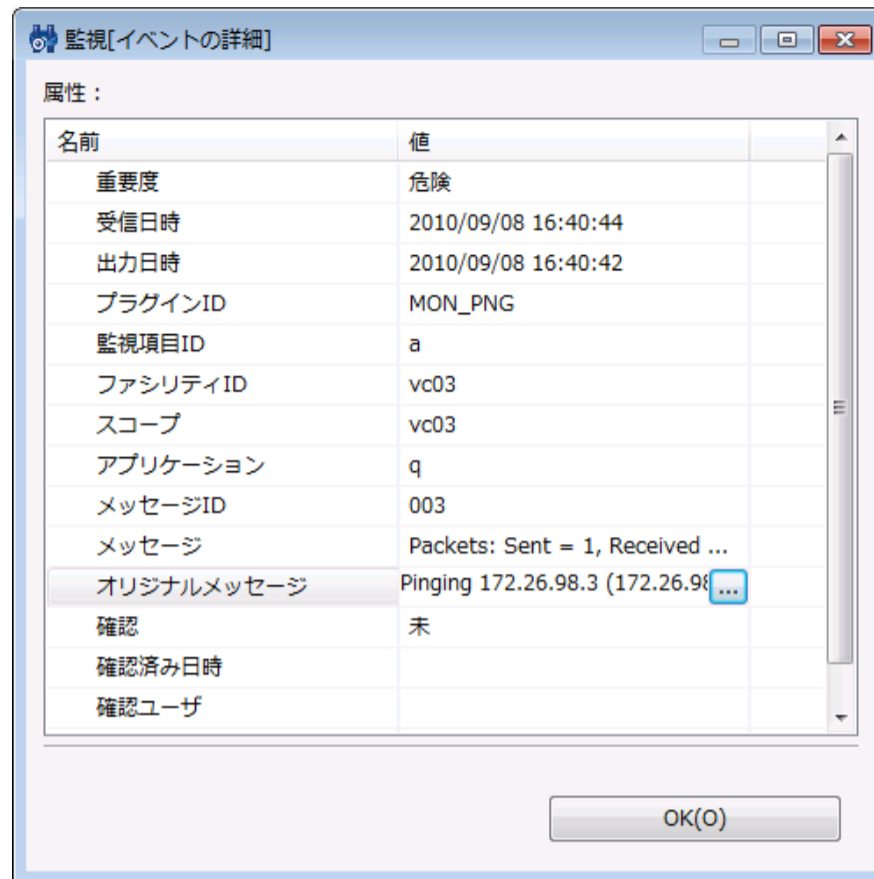 監視[イベントの詳細]
属性：
名前 値
重要度 危険
受信日時 2010/09/08 16:40:44
出力日時 2010/09/08 16:40:42
プラグインID MON_PNG
監視項目ID a
ファシリティID vc03
スコープ vc03
アプリケーション q
メッセージID 003
メッセージ Packets: Sent = 1, Received ...
オリジナルメッセージ Pinging 172.26.98.3 (172.26.98 ...
確認 未
確認済み日時
確認ユーザ
OK(O)